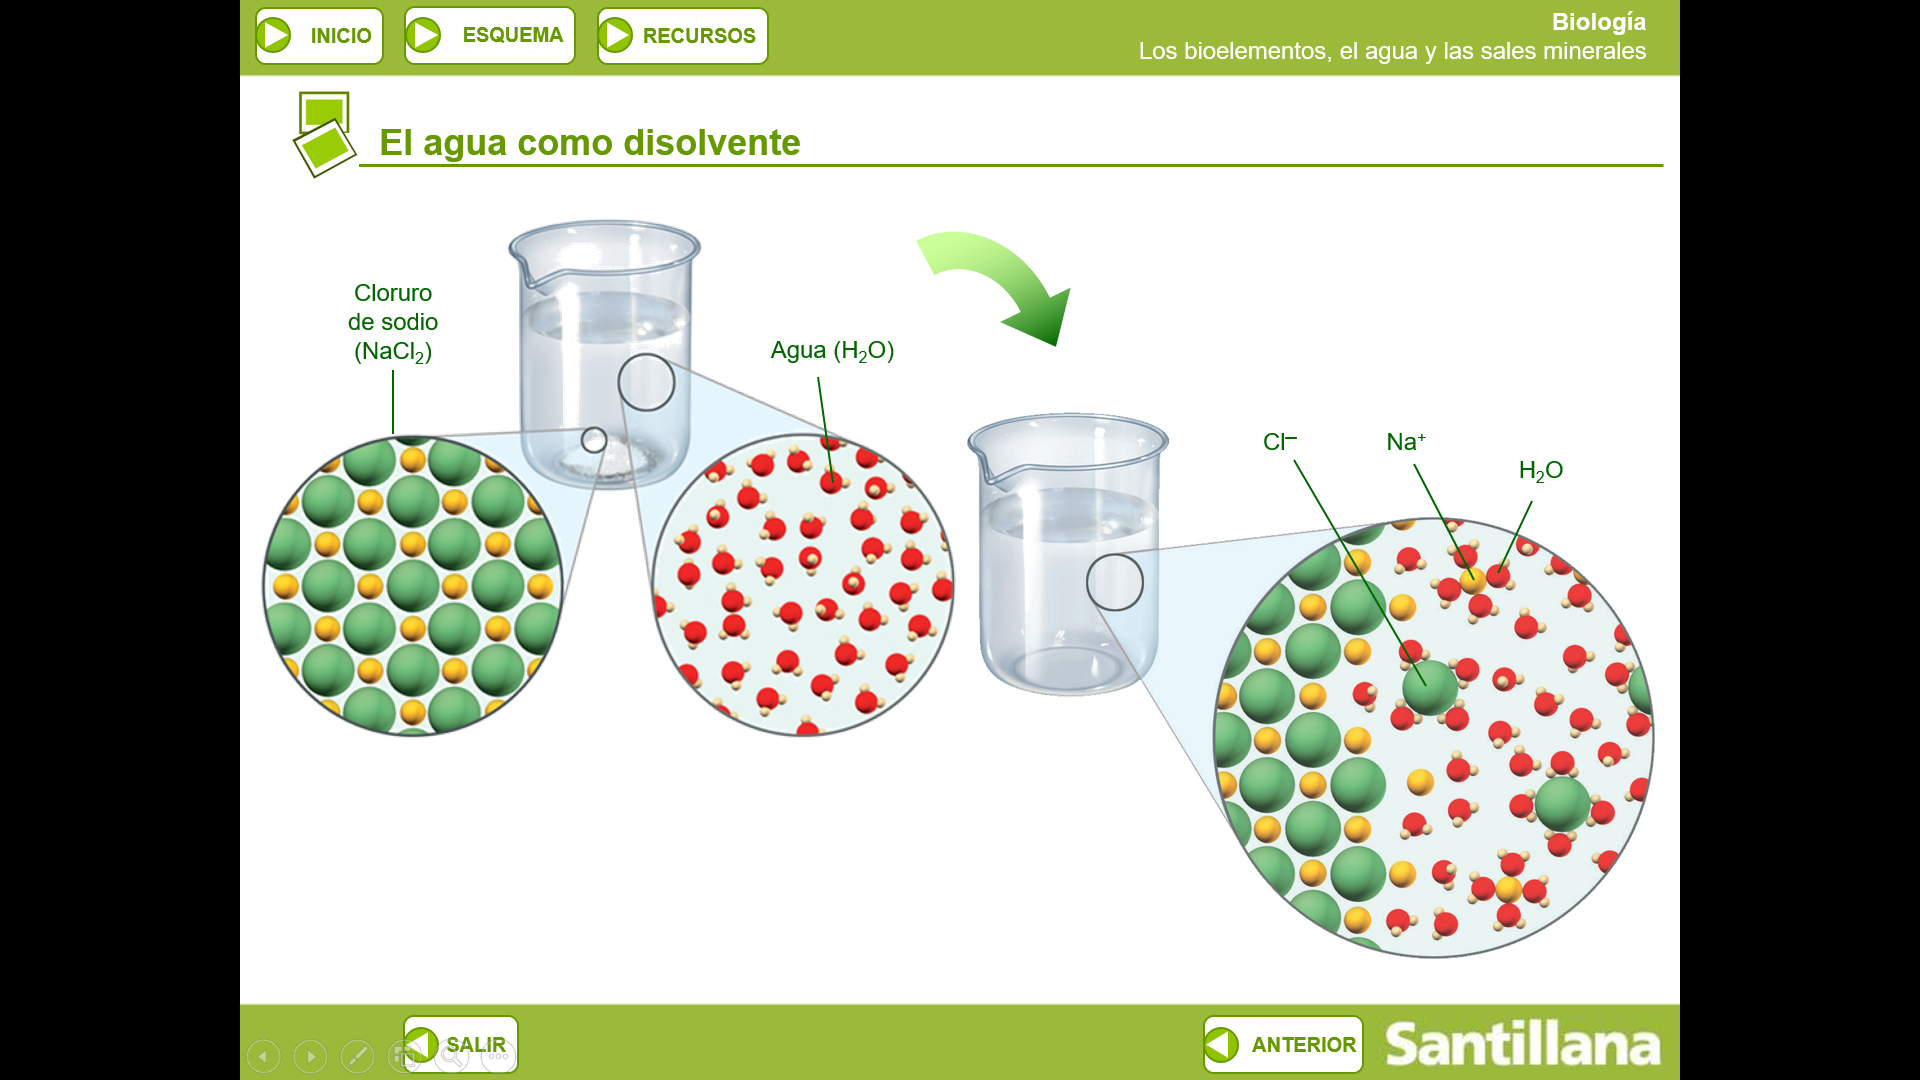 INICIO
ESQUEMA
RECURSOS
Biología
Los bioelementos, el agua y las sales minerales
El agua como disolvente
Cloruro
de sodio
(NaCl₂)
Agua (H₂O)
Cl⁻
Na⁺
H₂O
SALIR
ANTERIOR
Santillana